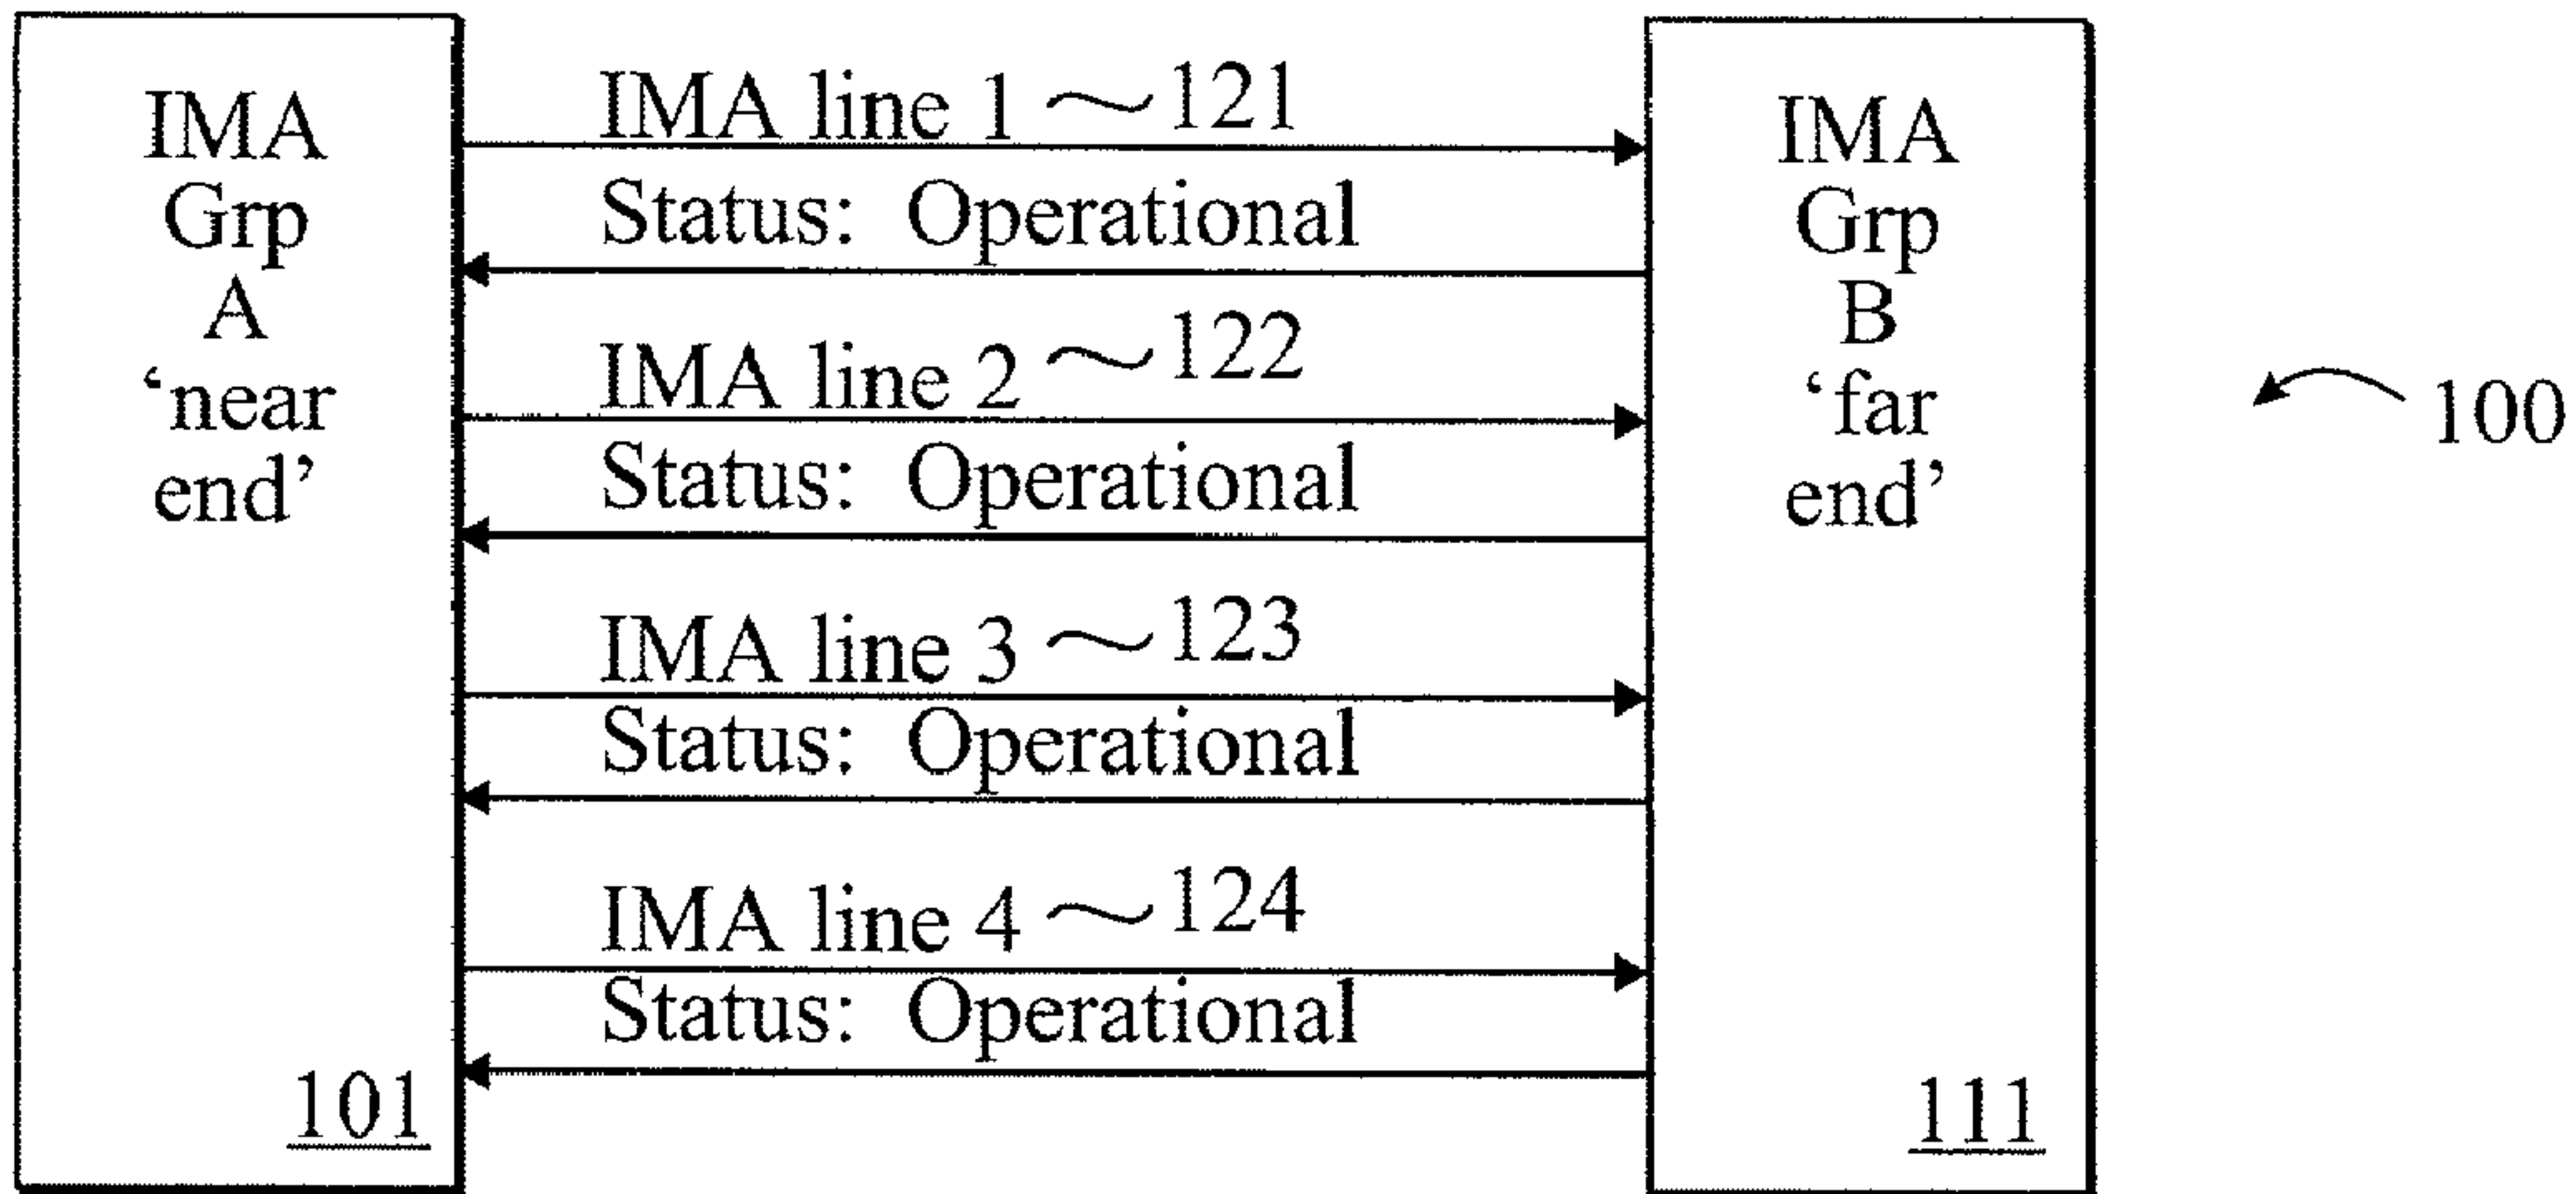 IMA
Grp
A
‘near
end’
101
IMA line 1 121
Status: Operational
IMA line 2 122
Status: Operational
IMA line 3 123
Status: Operational
IMA line 4 124
Status: Operational
IMA
Grp
B
‘far
end’
111
100